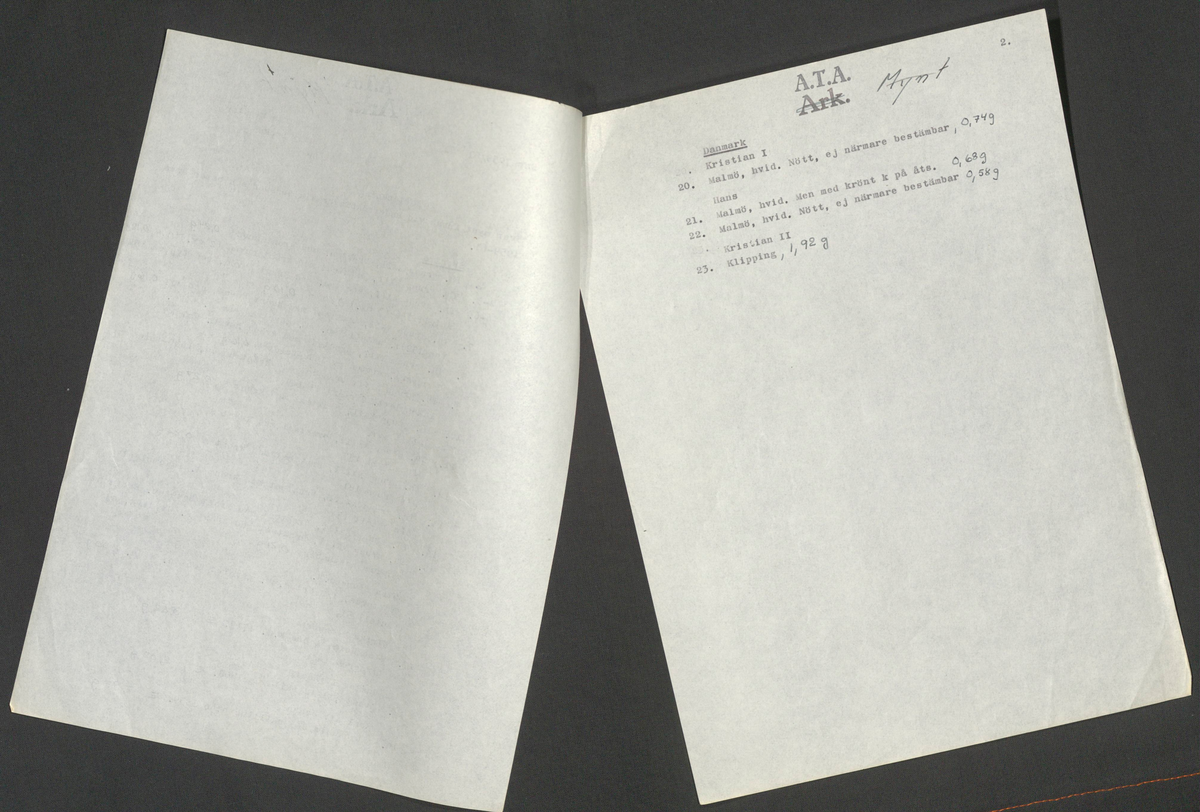 2.
A.T.A.
Ark.
Mynt
Danmark
Kristian I
20. Malmö, hvid. Nött, ej närmare bestämbar, 0,74g
Hans
21. Malmö, hvid. Men med krönt k på åts. 0,63g
22. Malmö, hvid. Nött, ej närmare bestämbar 0,58g
Kristian II
23. Klipping, 1,92 g